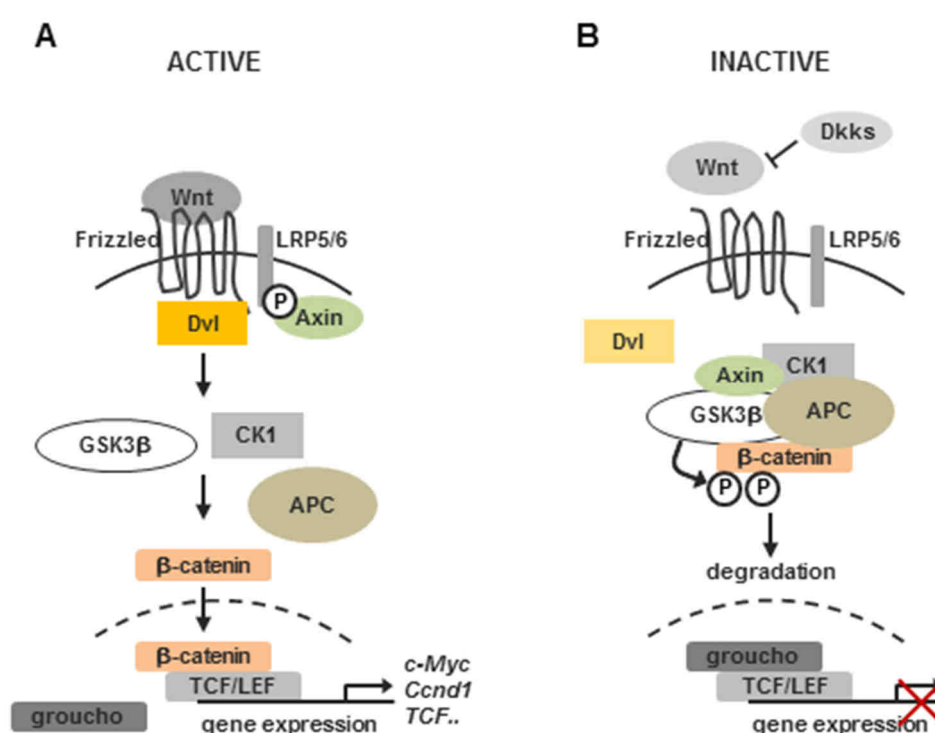 A
ACTIVE
Wnt
Frizzled
LRP5/6
P
Axin
Dvl
GSK3β
CK1
APC
β-catenin
β-catenin
TCF/LEF
c-Myc
Ccnd1
TCF..
groucho
gene expression
B
INACTIVE
Dkks
Wnt
Frizzled
LRP5/6
Dvl
CK1
Axin
GSK3β
APC
β-catenin
P P
degradation
groucho
TCF/LEF
gene expression